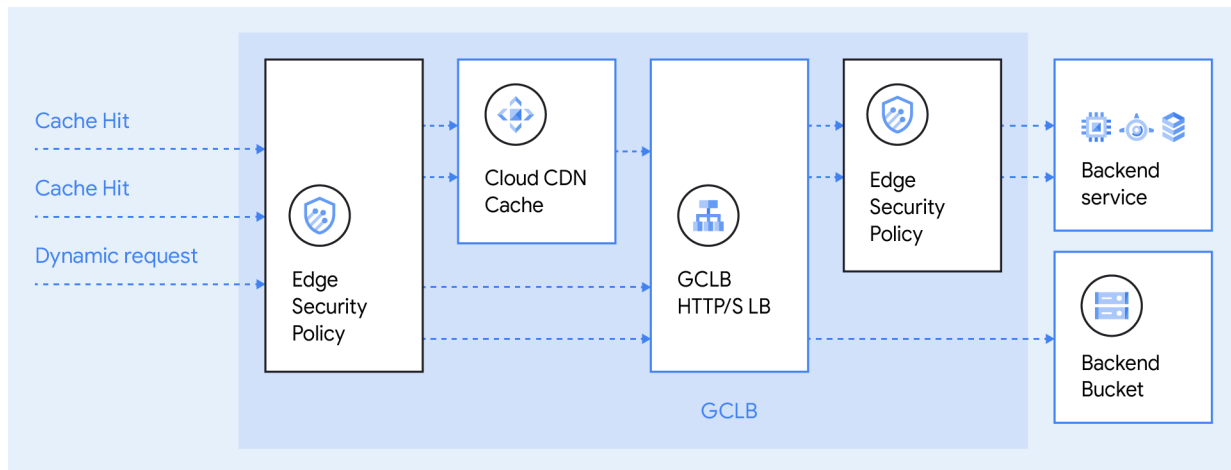 Cache Hit
Cache Hit
Dynamic request
Edge
Security
Policy
Cloud CDN
Cache
GCLB
HTTP/S LB
Edge
Security
Policy
Backend
service
Backend
Bucket
GCLB